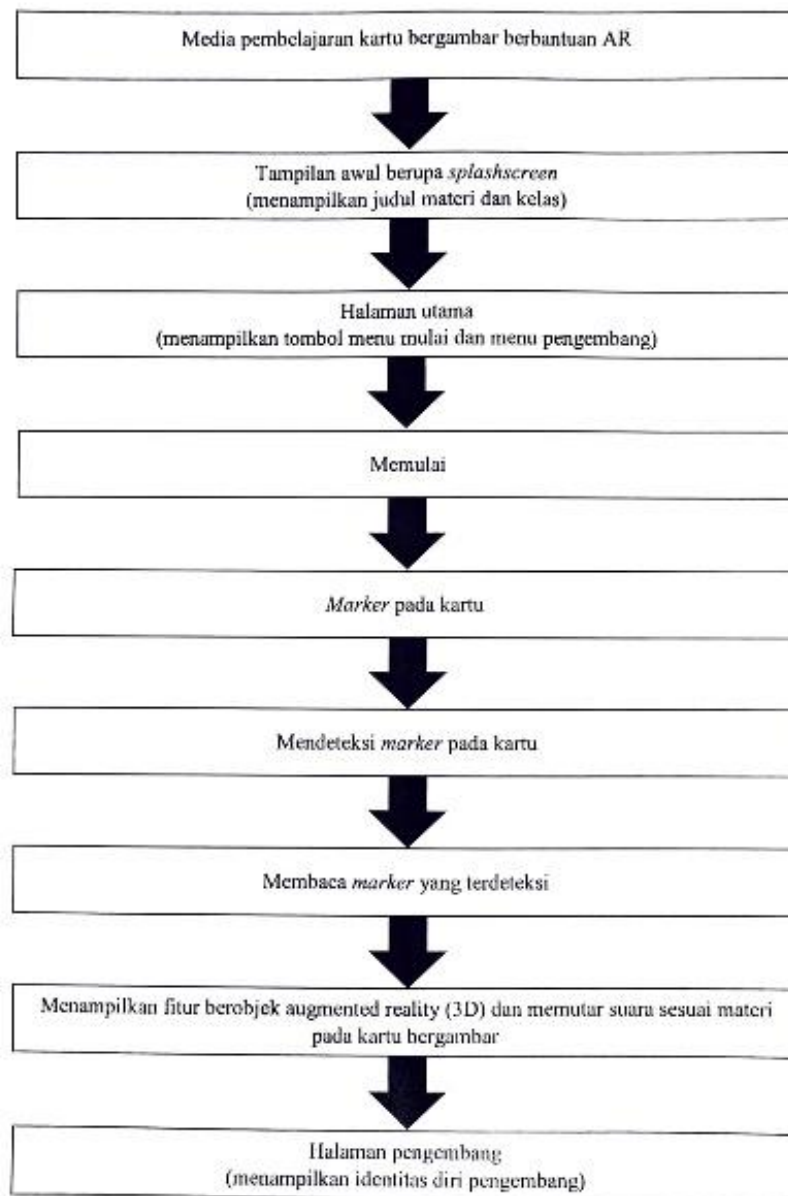 Media pembelajaran kartu bergambar berbantuan AR
Tampilan awal berupa splashscreen
(menampilkan judul materi dan kelas)
Halaman utama
(menampilkan tombol menu mulai dan menu pengembang)
Memulai
Marker pada kartu
Mendeteksi marker pada kartu
Membaca marker yang terdeteksi
Menampilkan fitur berobjek augmented reality (3D) dan memutar suara sesuai materi
pada kartu bergambar
Halaman pengembang
(menampilkan identitas diri pengembang)